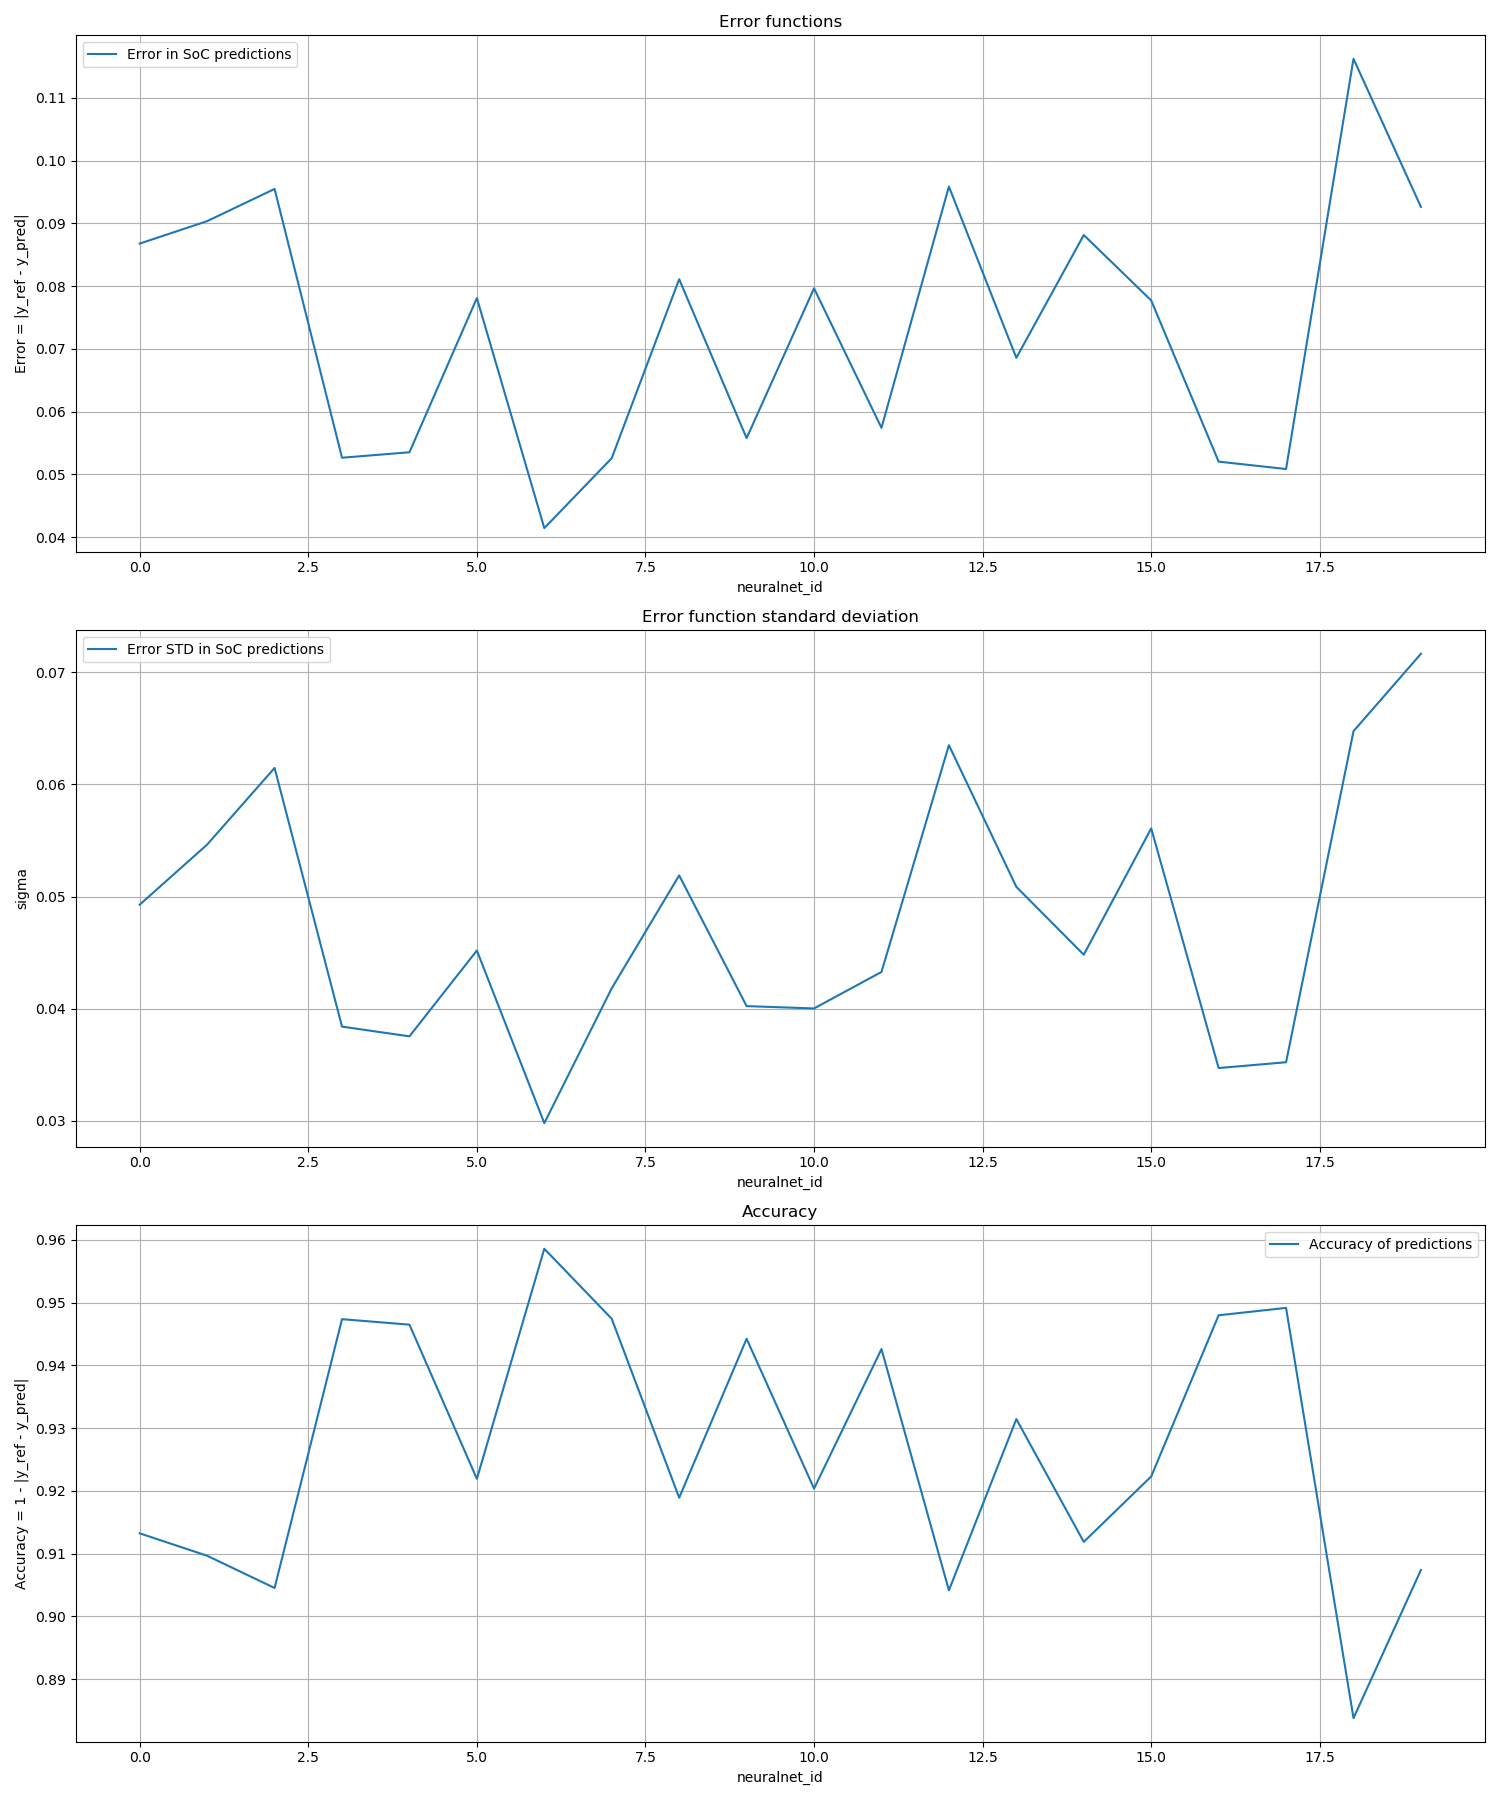 Error functions
Error in SoC predictions
0.11
0.10
0.09
0.08
0.07
0.06
0.05
0.04
Error = |y_ref - y_pred|
0.0 2.5 5.0 7.5 10.0 12.5 15.0 17.5
neuralnet_id
Error function standard deviation
Error STD in SoC predictions
0.07
0.06
0.05
0.04
0.03
sigma
0.0 2.5 5.0 7.5 10.0 12.5 15.0 17.5
neuralnet_id
Accuracy
Accuracy of predictions
0.96
0.95
0.94
0.93
0.92
0.91
0.90
0.89
Accuracy = 1 - |y_ref - y_pred|
0.0 2.5 5.0 7.5 10.0 12.5 15.0 17.5
neuralnet_id